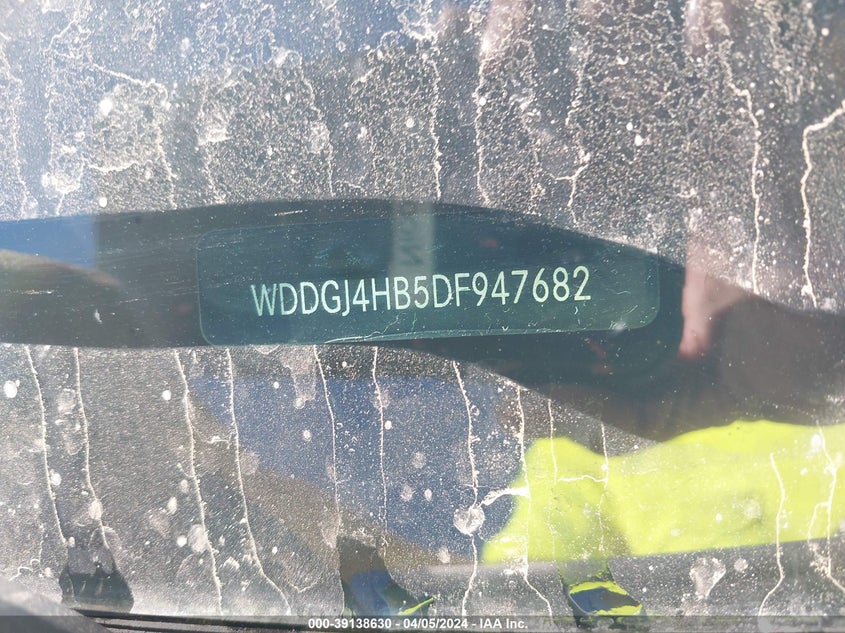 WDDGJ4HB5DF947682
000-39138630 - 04/05/2024 - IAA Inc.